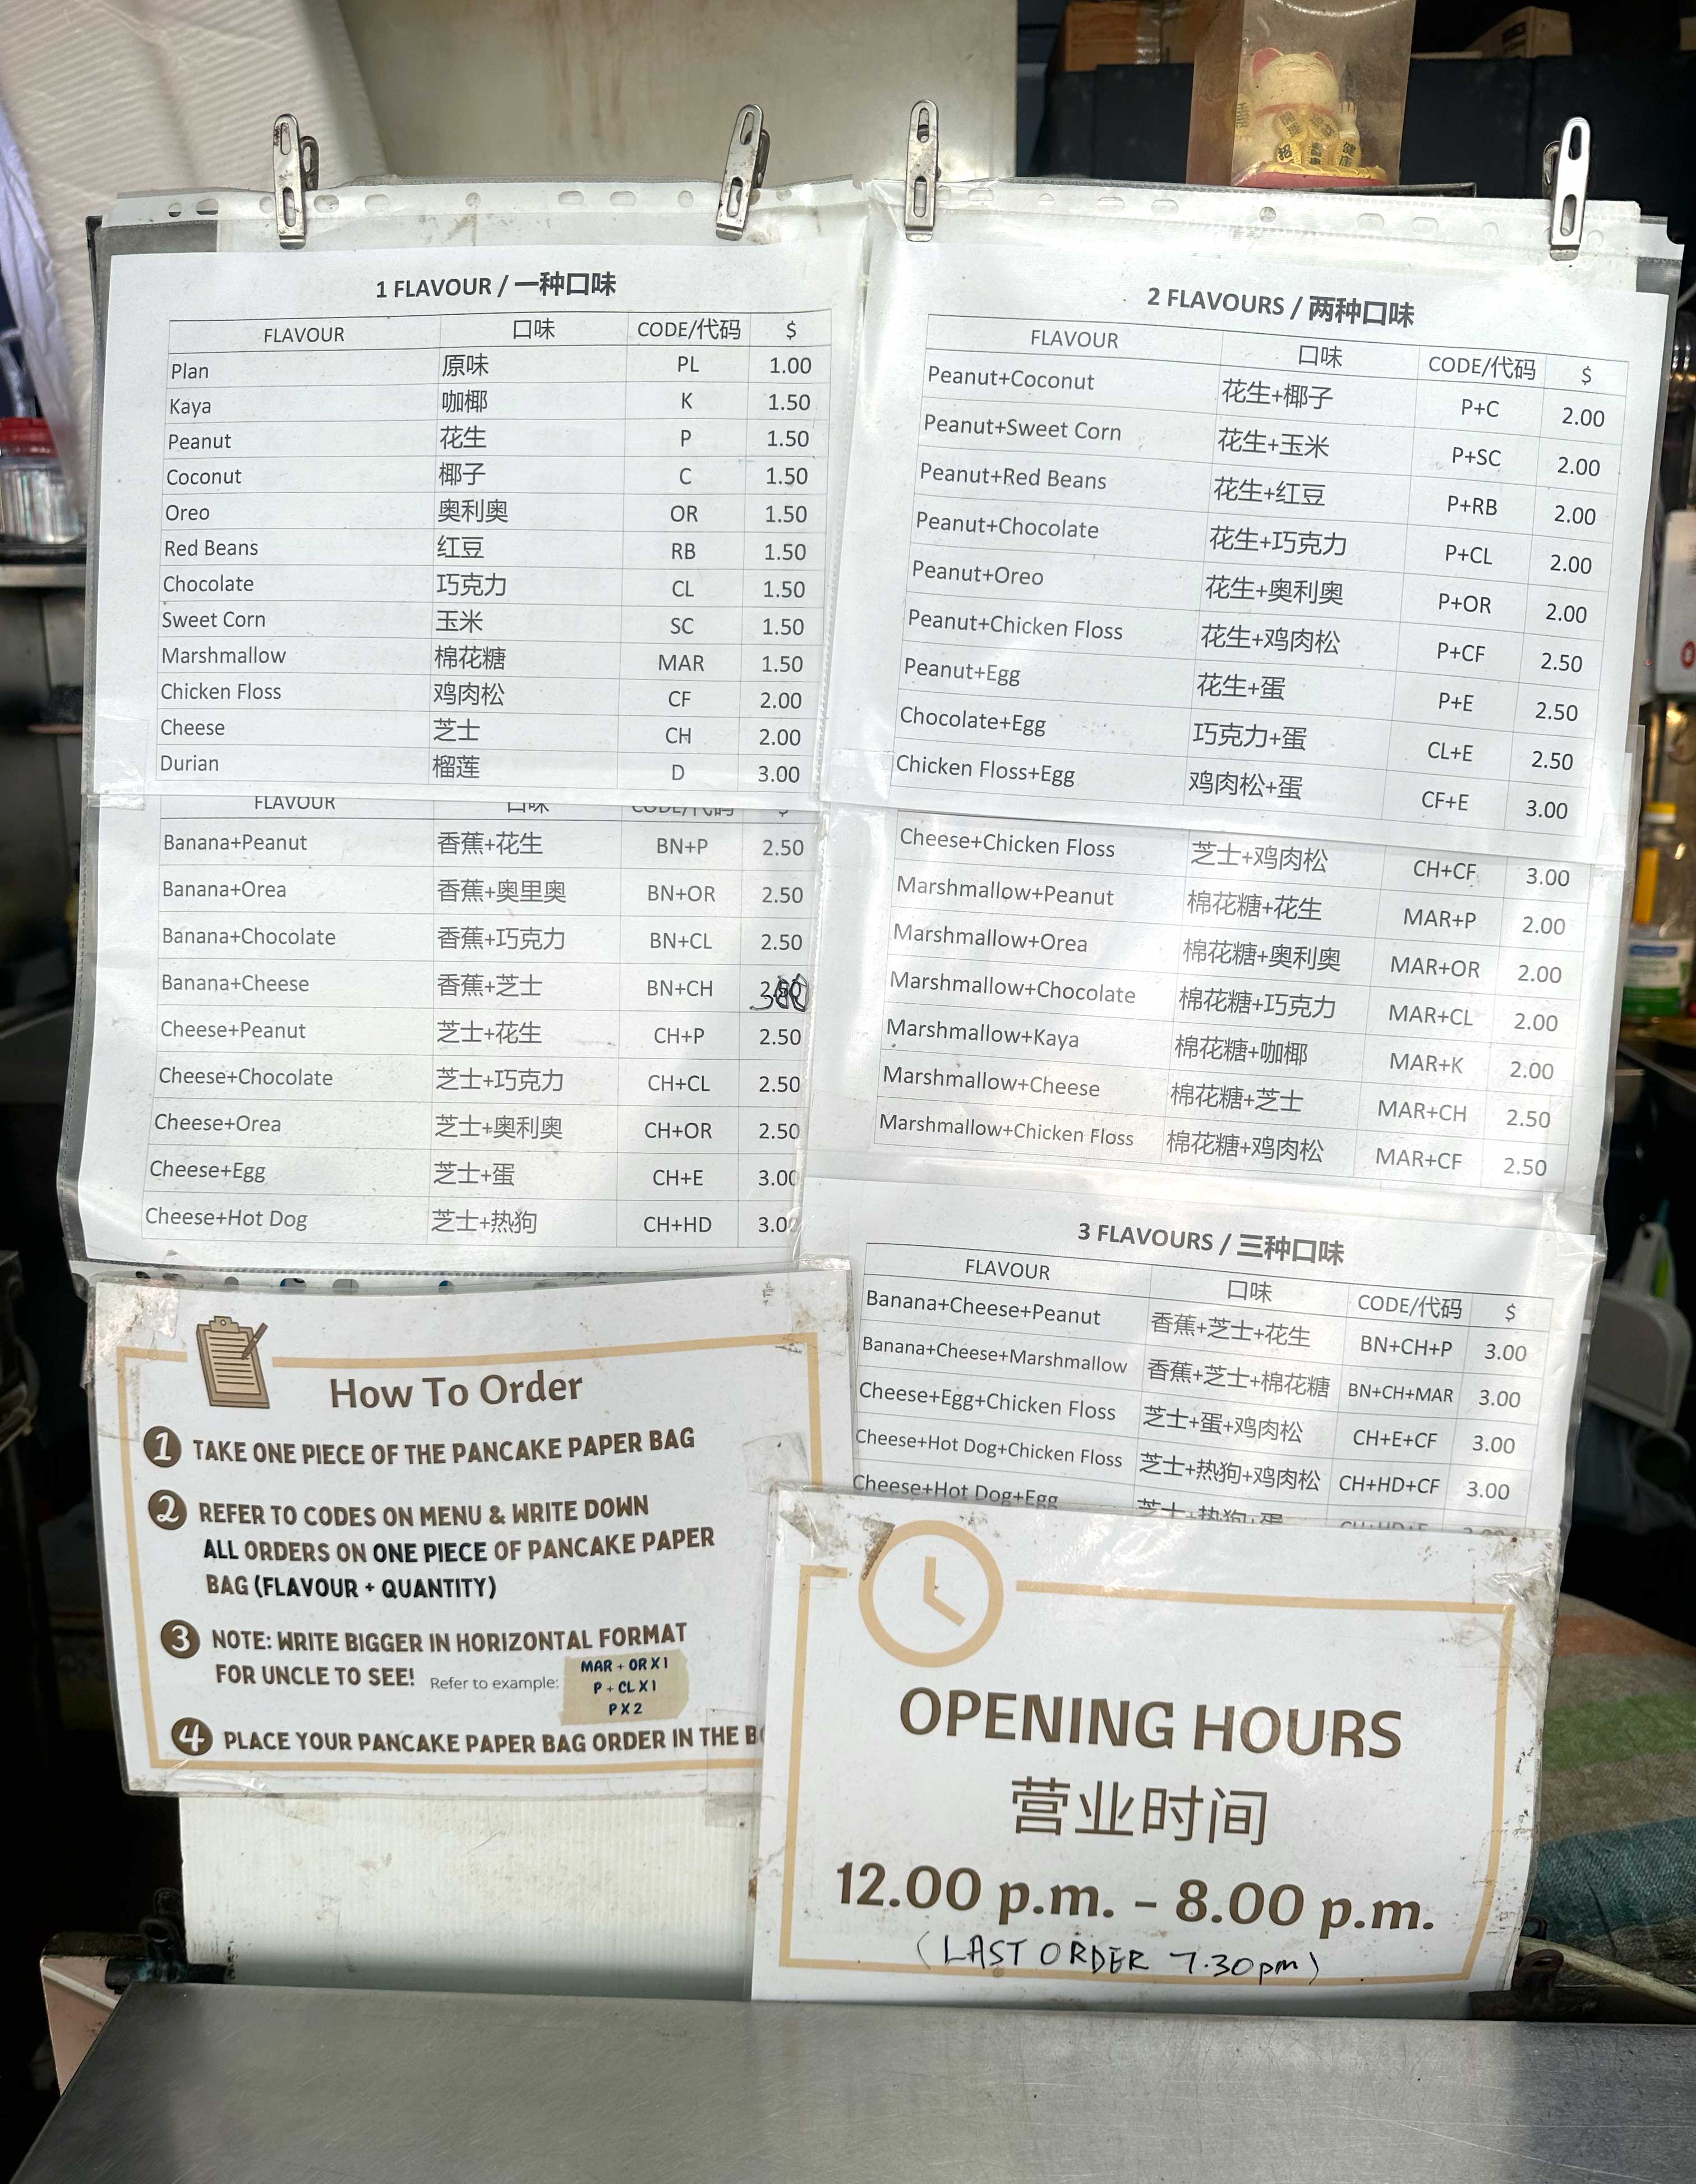 1 FLAVOUR / 一种口味
FLAVOUR 口味 CODE/代码 $
Plan 原味 PL 1.00
Kaya 咖椰 K 1.50
Peanut 花生 P 1.50
Coconut 椰子 C 1.50
Oreo 奥利奥 OR 1.50
Red Beans 红豆 RB 1.50
Chocolate 巧克力 CL 1.50
Sweet Corn 玉米 SC 1.50
Marshmallow 棉花糖 MAR 1.50
Chicken Floss 鸡肉松 CF 2.00
Cheese 芝士 CH 2.00
Durian 榴莲 D 3.00
FLAVOUR 口味 CODE/代码 $
Banana+Peanut 香蕉+花生 BN+P 2.50
Banana+Orea 香蕉+奥里奥 BN+OR 2.50
Banana+Chocolate 香蕉+巧克力 BN+CL 2.50
Banana+Cheese 香蕉+芝士 BN+CH
Cheese+Peanut 芝士+花生 CH+P 2.50
Cheese+Chocolate 芝士+巧克力 CH+CL 2.50
Cheese+Orea 芝士+奥利奥 CH+OR 2.50
Cheese+Egg 芝士+蛋 CH+E 3.00
Cheese+Hot Dog 芝士+热狗 CH+HD 3.00
2 FLAVOURS / 两种口味
FLAVOUR 口味 CODE/代码 $
Peanut+Coconut 花生+椰子 P+C 2.00
Peanut+Sweet Corn 花生+玉米 P+SC 2.00
Peanut+Red Beans 花生+红豆 P+RB 2.00
Peanut+Chocolate 花生+巧克力 P+CL 2.00
Peanut+Oreo 花生+奥利奥 P+OR 2.00
Peanut+Chicken Floss 花生+鸡肉松 P+CF 2.50
Peanut+Egg 花生+蛋 P+E 2.50
Chocolate+Egg 巧克力+蛋 CL+E 2.50
Chicken Floss+Egg 鸡肉松+蛋 CF+E 3.00
Cheese+Chicken Floss 芝士+鸡肉松 CH+CF 3.00
Marshmallow+Peanut 棉花糖+花生 MAR+P 2.00
Marshmallow+Orea 棉花糖+奥利奥 MAR+OR 2.00
Marshmallow+Chocolate 棉花糖+巧克力 MAR+CL 2.00
Marshmallow+Kaya 棉花糖+咖椰 MAR+K 2.00
Marshmallow+Cheese 棉花糖+芝士 MAR+CH 2.50
Marshmallow+Chicken Floss 棉花糖+鸡肉松 MAR+CF 2.50
3 FLAVOURS / 三种口味
FLAVOUR 口味 CODE/代码 $
Banana+Cheese+Peanut 香蕉+芝士+花生 BN+CH+P 3.00
Banana+Cheese+Marshmallow 香蕉+芝士+棉花糖 BN+CH+MAR 3.00
Cheese+Egg+Chicken Floss 芝士+蛋+鸡肉松 CH+E+CF 3.00
Cheese+Hot Dog+Chicken Floss 芝士+热狗+鸡肉松 CH+HD+CF 3.00
Cheese+Hot Dog+Egg 芝士+热狗+蛋
How To Order
1 TAKE ONE PIECE OF THE PANCAKE PAPER BAG
2 REFER TO CODES ON MENU & WRITE DOWN
ALL ORDERS ON ONE PIECE OF PANCAKE PAPER
BAG (FLAVOUR + QUANTITY)
3 NOTE: WRITE BIGGER IN HORIZONTAL FORMAT
FOR UNCLE TO SEE! Refer to example:
MAR + OR X 1
P + CL X 1
P X 2
4 PLACE YOUR PANCAKE PAPER BAG ORDER IN THE
OPENING HOURS
营业时间
12.00 p.m. - 8.00 p.m.
(LAST ORDER 7.30pm)